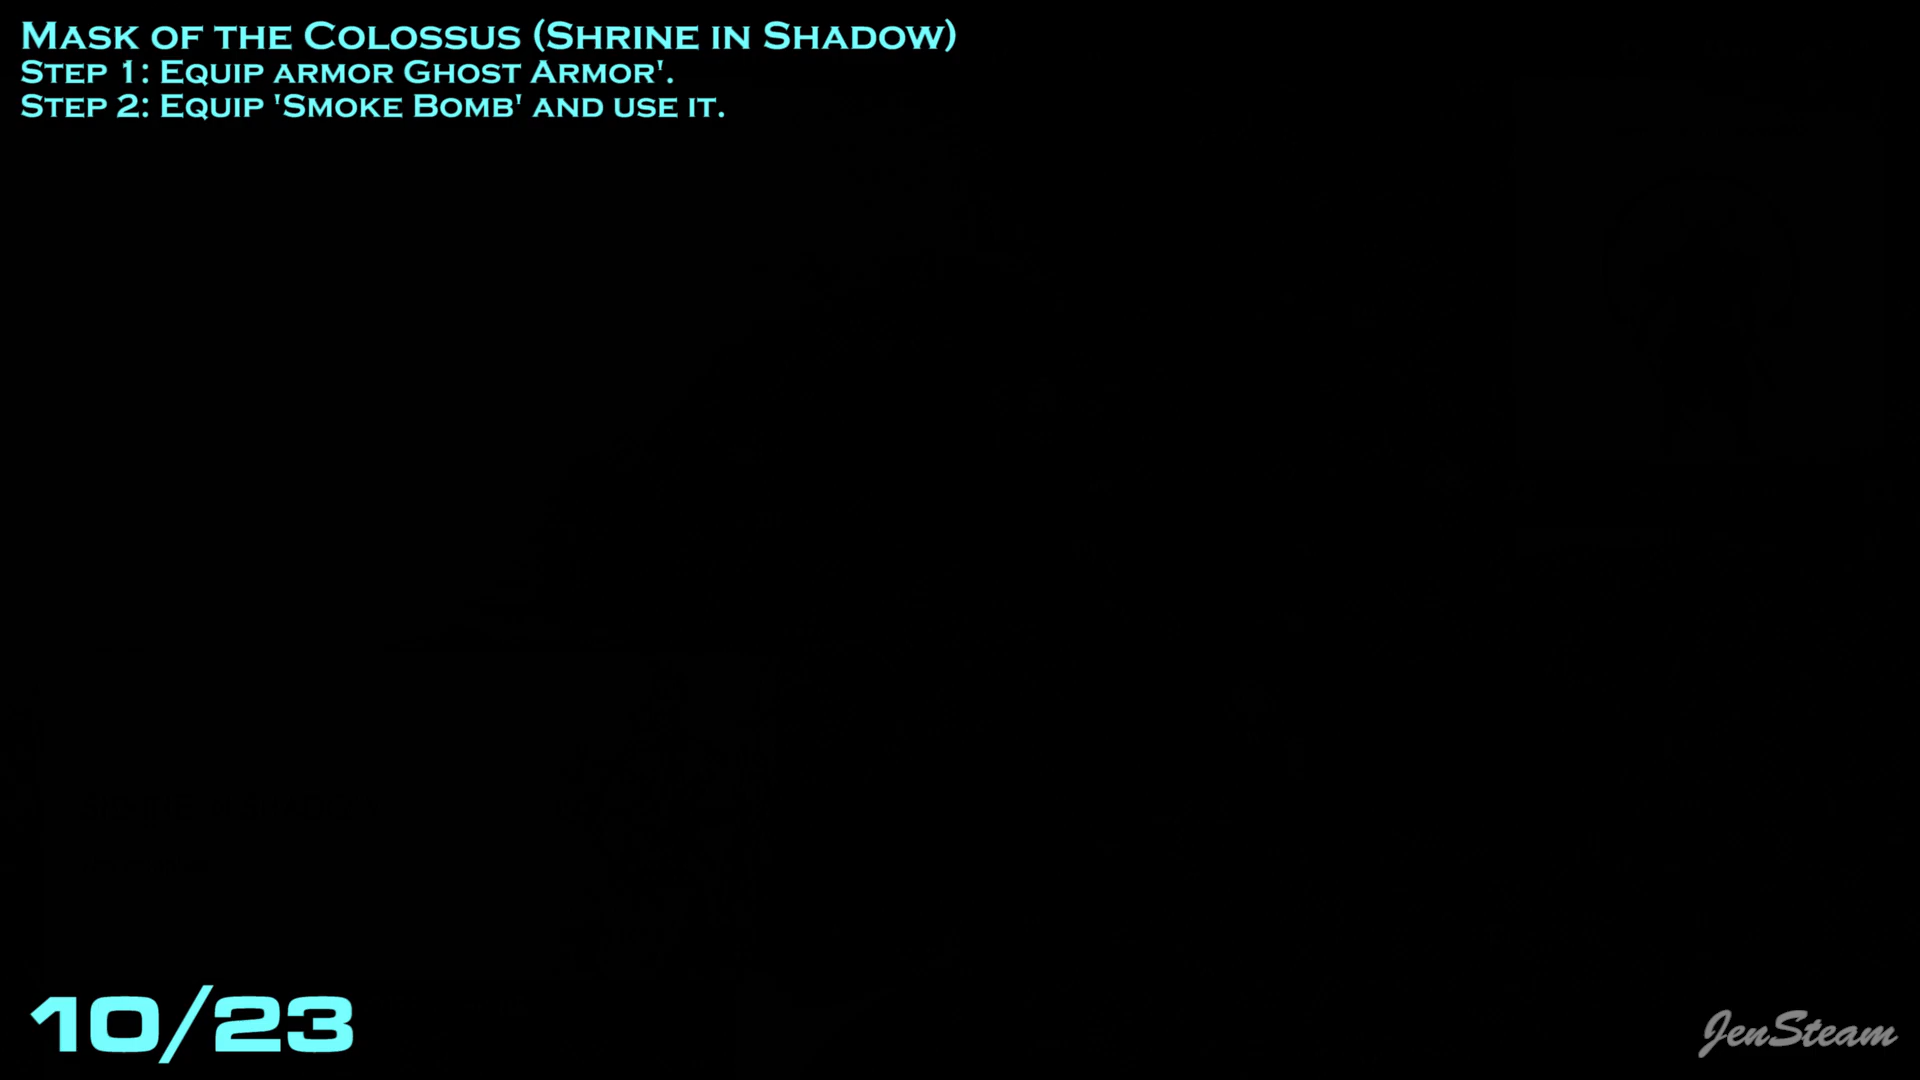 Mask of the Colossus (Shrine in Shadow)
Step 1: Equip armor Ghost Armor'.
Step 2: Equip 'Smoke Bomb' and use it.
10/23
JenSteam